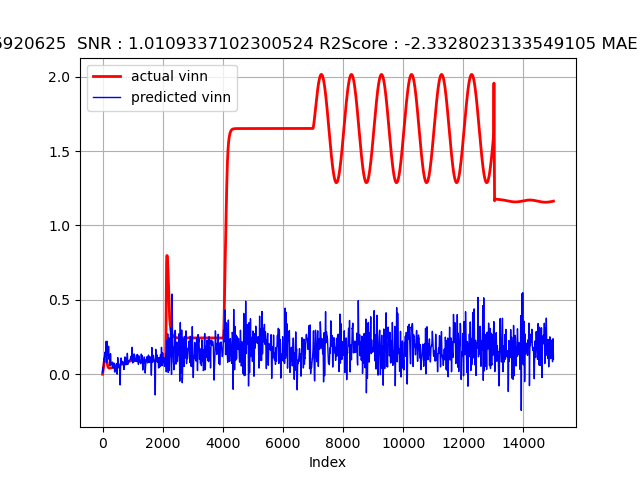 5920625  SNR : 1.0109337102300524 R2Score : -2.3328023133549105 MAE
actual vinn
predicted vinn
2.0
1.5
1.0
0.5
0.0
0 2000 4000 6000 8000 10000 12000 14000
Index